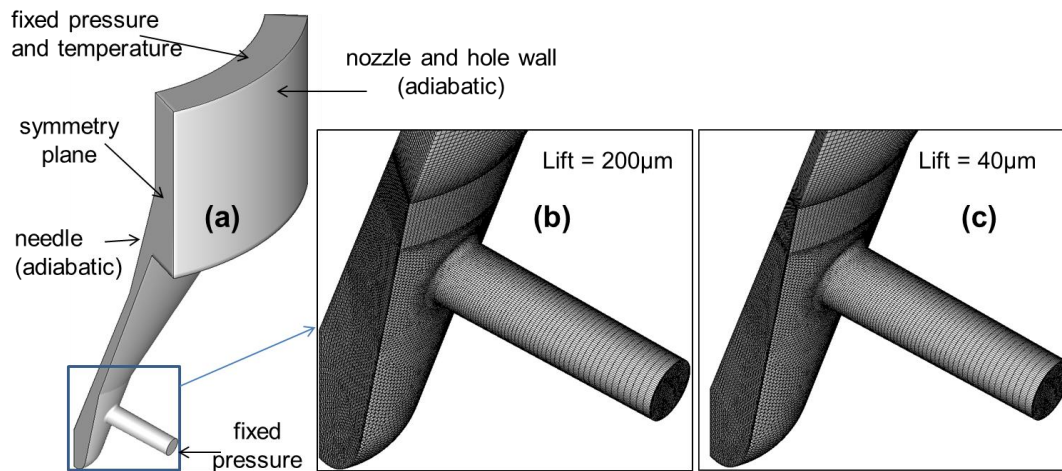 fixed pressure
and temperature
nozzle and hole wall
(adiabatic)
symmetry
plane
(a)
needle
(adiabatic)
fixed
pressure
Lift = 200µm
(b)
Lift = 40µm
(c)